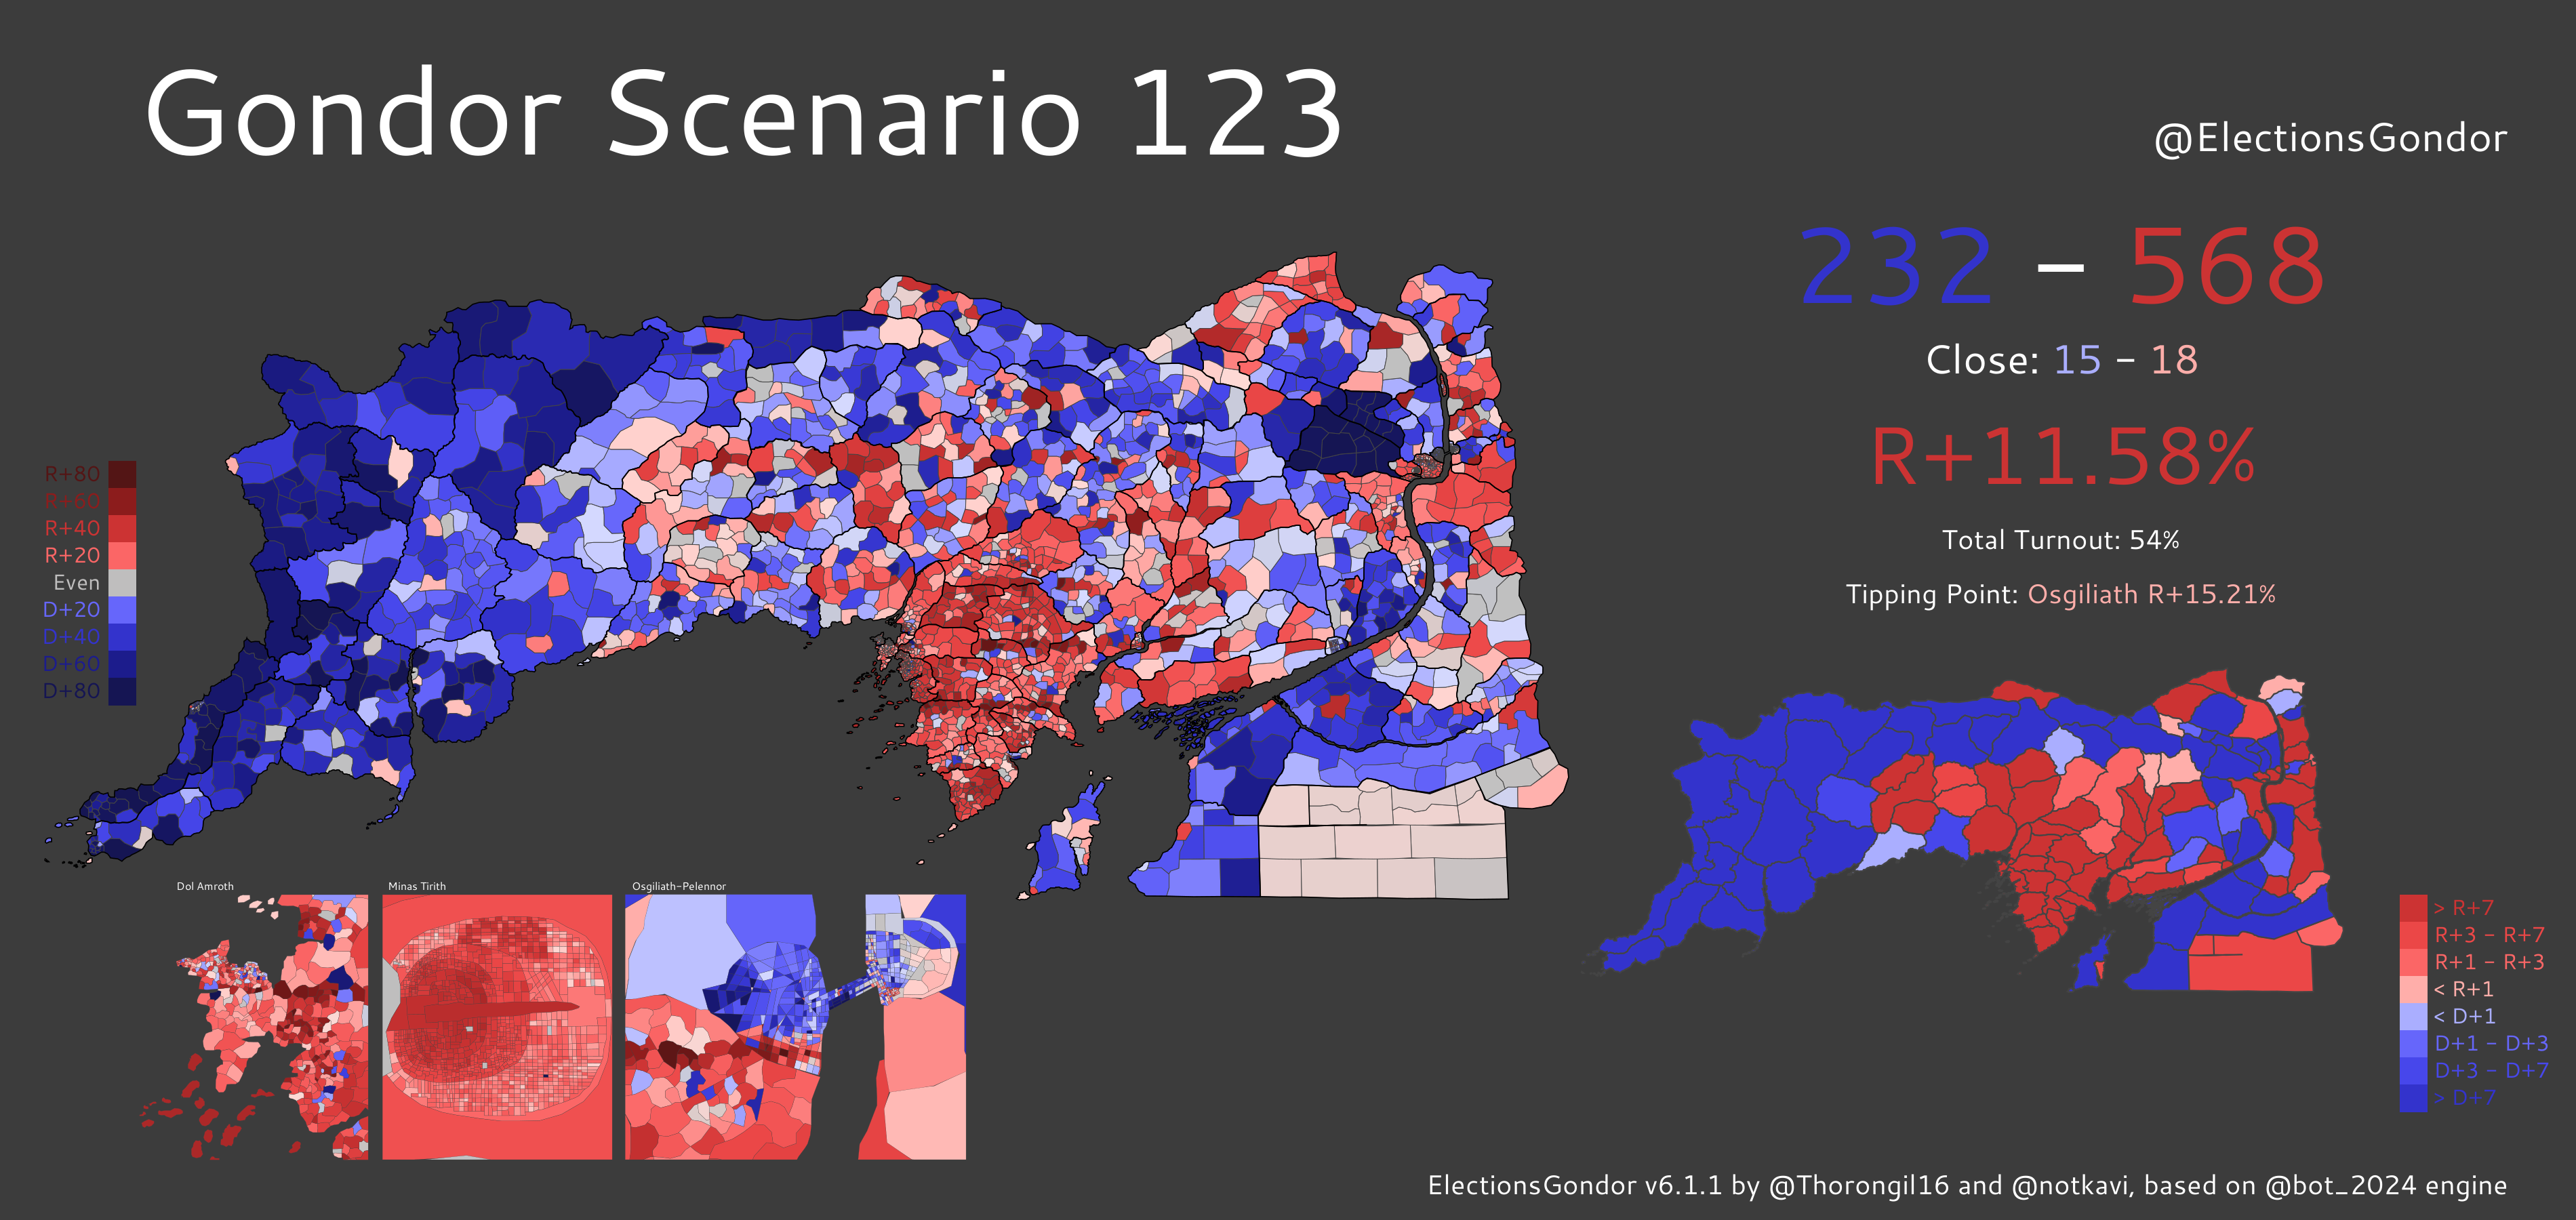 Gondor Scenario 123
@ElectionsGondor
232 – 568
Close: 15 – 18
R+11.58%
Total Turnout: 54%
Tipping Point: Osgiliath R+15.21%
R+80
R+60
R+40
R+20
Even
D+20
D+40
D+60
D+80
Dol Amroth
Minas Tirith
Osgiliath-Pelennor
> R+7
R+3 – R+7
R+1 – R+3
< R+1
< D+1
D+1 – D+3
D+3 – D+7
> D+7
ElectionsGondor v6.1.1 by @Thorongil16 and @notkavi, based on @bot_2024 engine